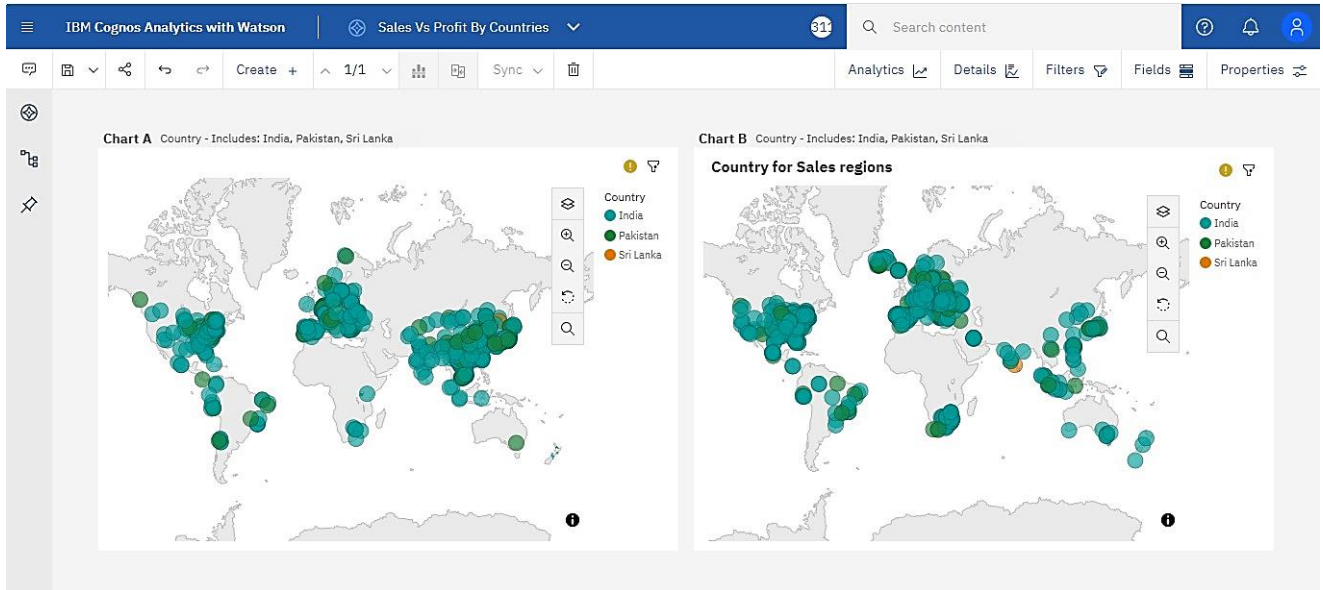 IBM Cognos Analytics with Watson
Sales Vs Profit By Countries
311
Search content
Create +
1/1
Sync
Analytics
Details
Filters
Fields
Properties
Chart A Country - Includes: India, Pakistan, Sri Lanka
Country
India
Pakistan
Sri Lanka
Chart B Country - Includes: India, Pakistan, Sri Lanka
Country for Sales regions
Country
India
Pakistan
Sri Lanka